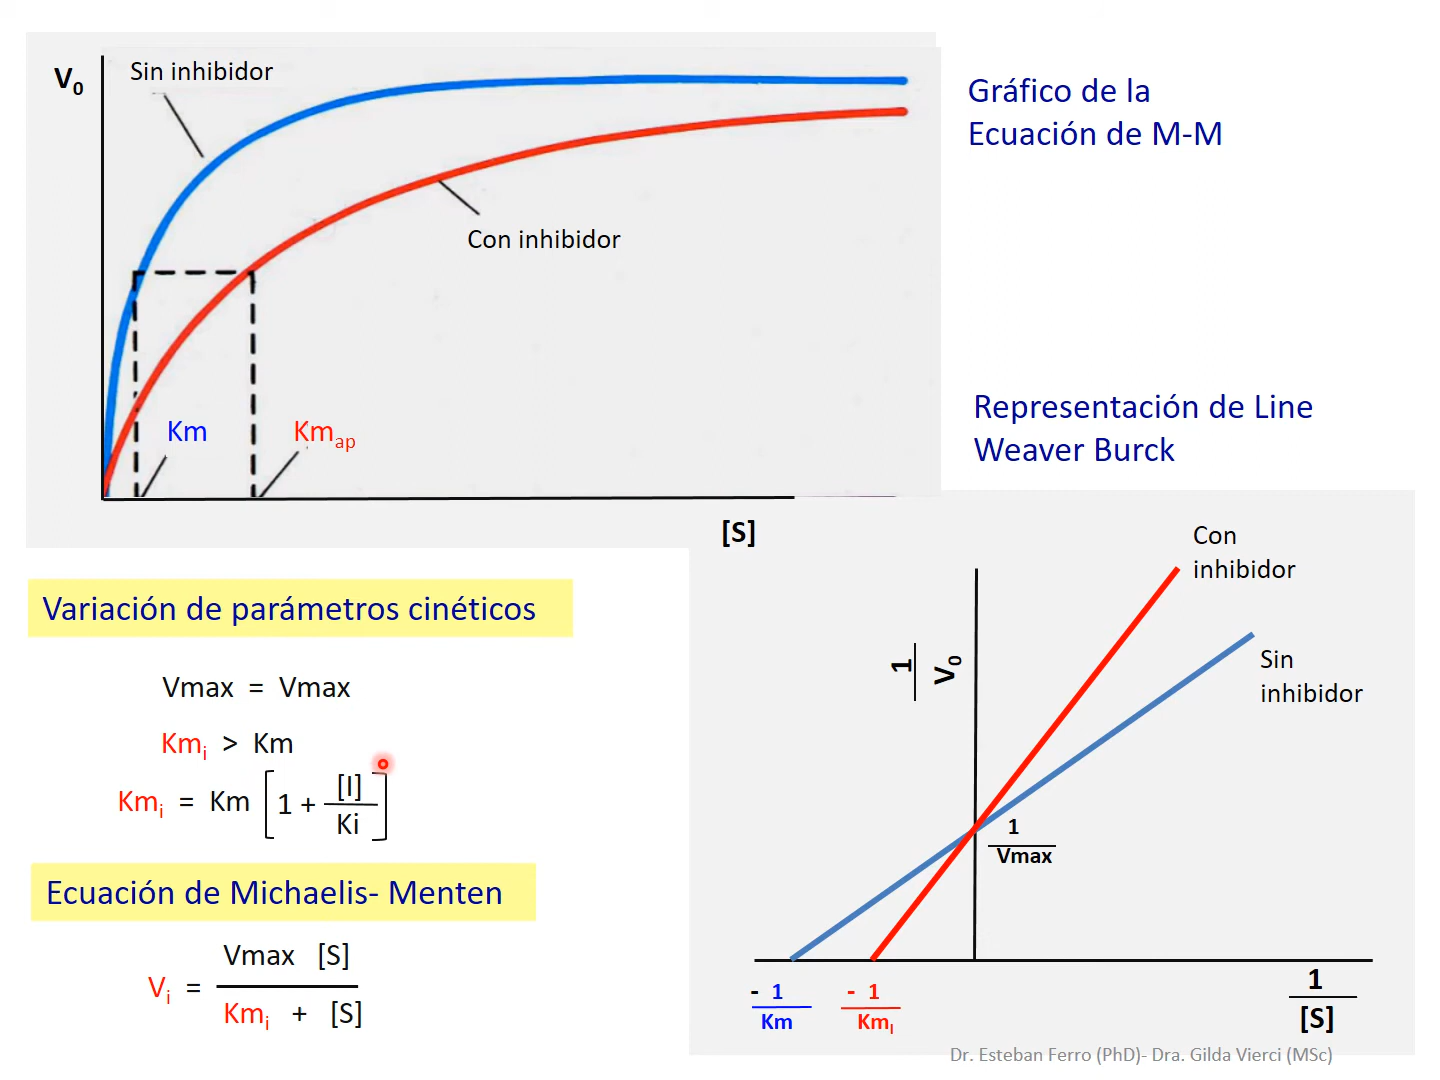 V₀
Sin inhibidor
Con inhibidor
Km
Kmap
[S]
Gráfico de la
Ecuación de M-M
Representación de Line
Weaver Burck
Variación de parámetros cinéticos
Vmax = Vmax
Kmi > Km
Kmi = Km [1 + [I] / Ki]
Ecuación de Michaelis- Menten
Vi = Vmax [S] / Kmi + [S]
Con
inhibidor
Sin
inhibidor
1 / V₀
1
Vmax
- 1
Km
- 1
KmI
1
[S]
Dr. Esteban Ferro (PhD)- Dra. Gilda Vierci (MSc)